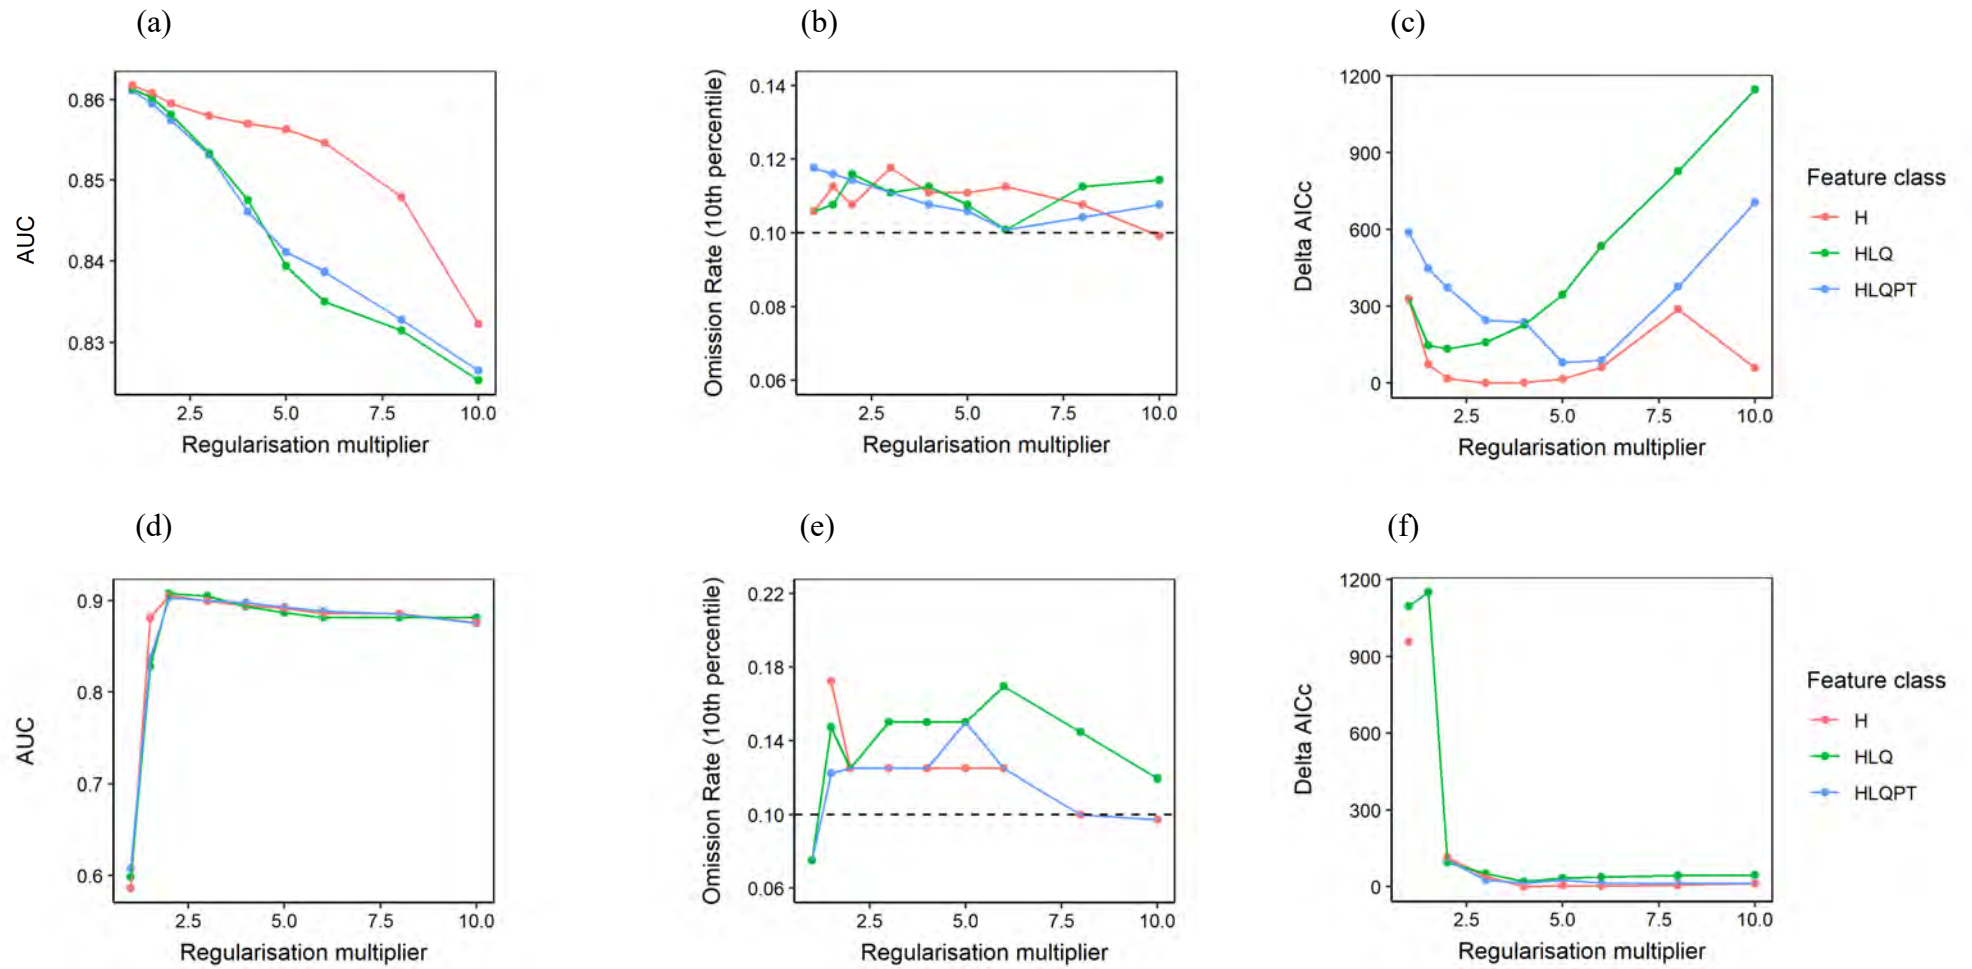 (a)
(b)
(c)
AUC
0.86
0.85
0.84
0.83
2.5
5.0
7.5
10.0
Regularisation multiplier
Omission Rate (10th percentile)
0.14
0.12
0.10
0.08
0.06
2.5
5.0
7.5
10.0
Regularisation multiplier
Delta AICc
1200
900
600
300
0
2.5
5.0
7.5
10.0
Regularisation multiplier
Feature class
H
HLQ
HLQPT
(d)
(e)
(f)
AUC
0.9
0.8
0.7
0.6
2.5
5.0
7.5
10.0
Regularisation multiplier
Omission Rate (10th percentile)
0.22
0.18
0.14
0.10
0.06
2.5
5.0
7.5
10.0
Regularisation multiplier
Delta AICc
1200
900
600
300
0
2.5
5.0
7.5
10.0
Regularisation multiplier
Feature class
H
HLQ
HLQPT